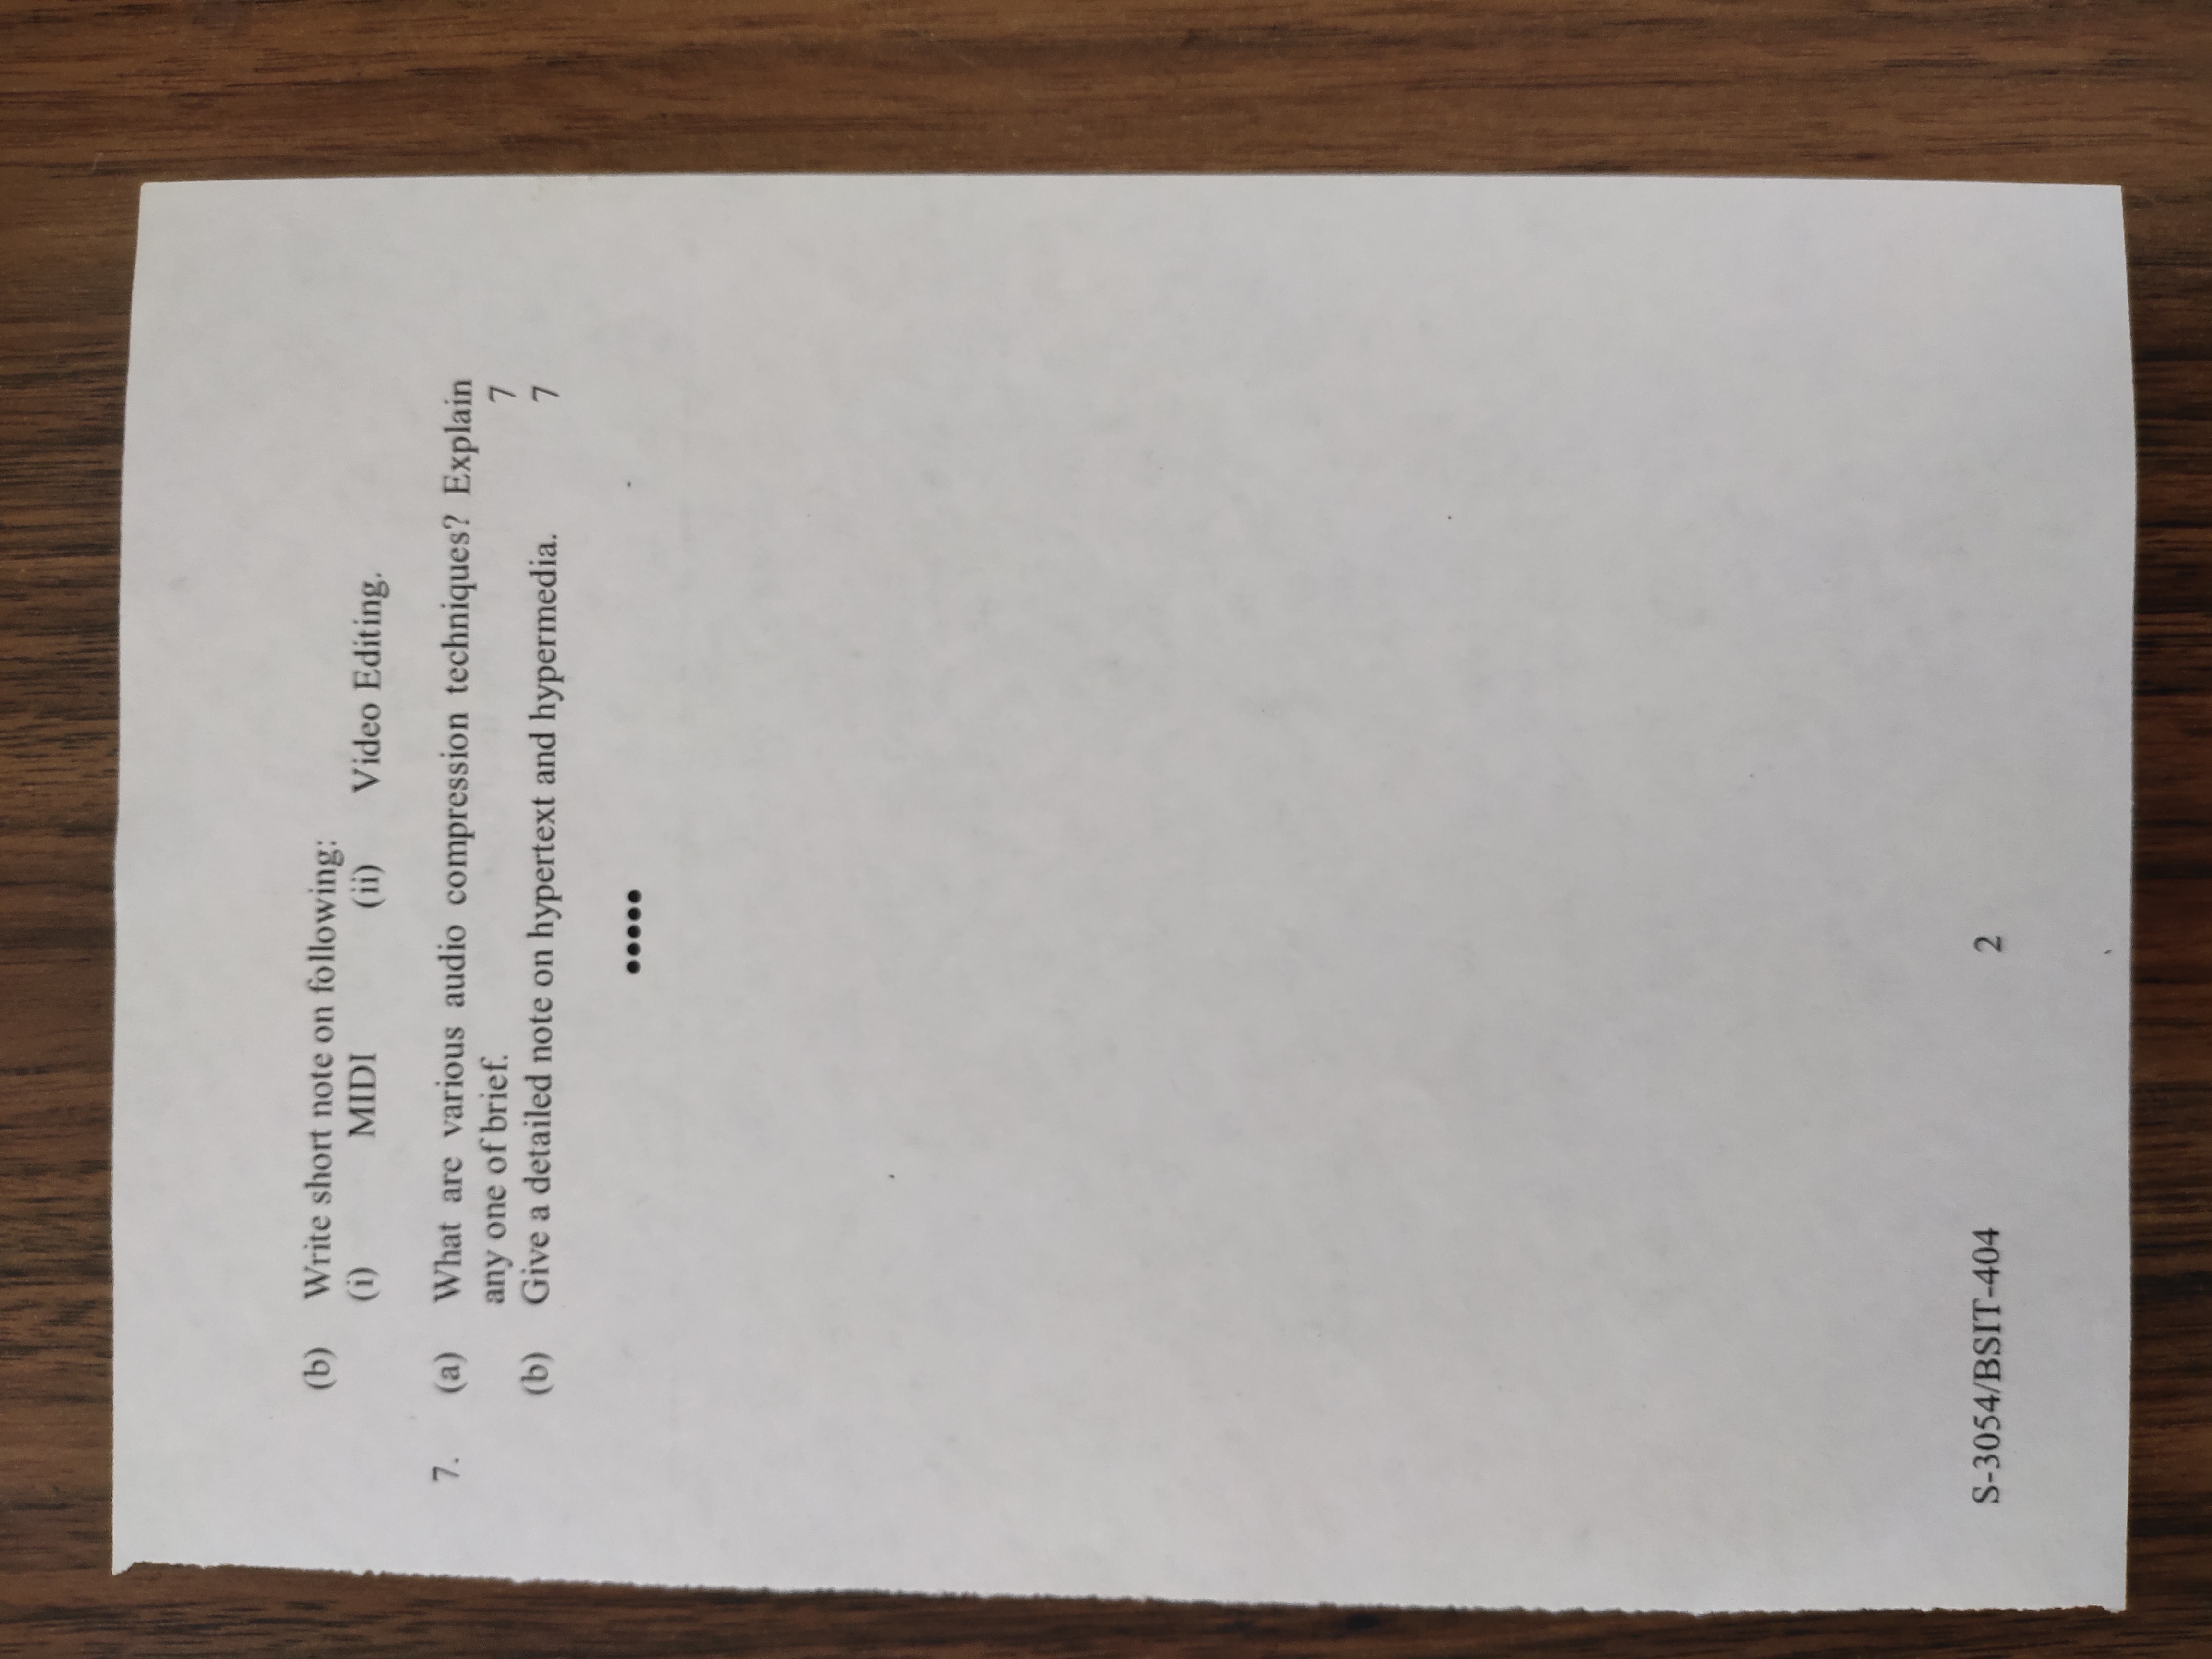 (b) Write short note on following:
(i) MIDI (ii) Video Editing.
7. (a) What are various audio compression techniques? Explain
any one of brief. 7
(b) Give a detailed note on hypertext and hypermedia. 7
•••••
S-3054/BSIT-404 2